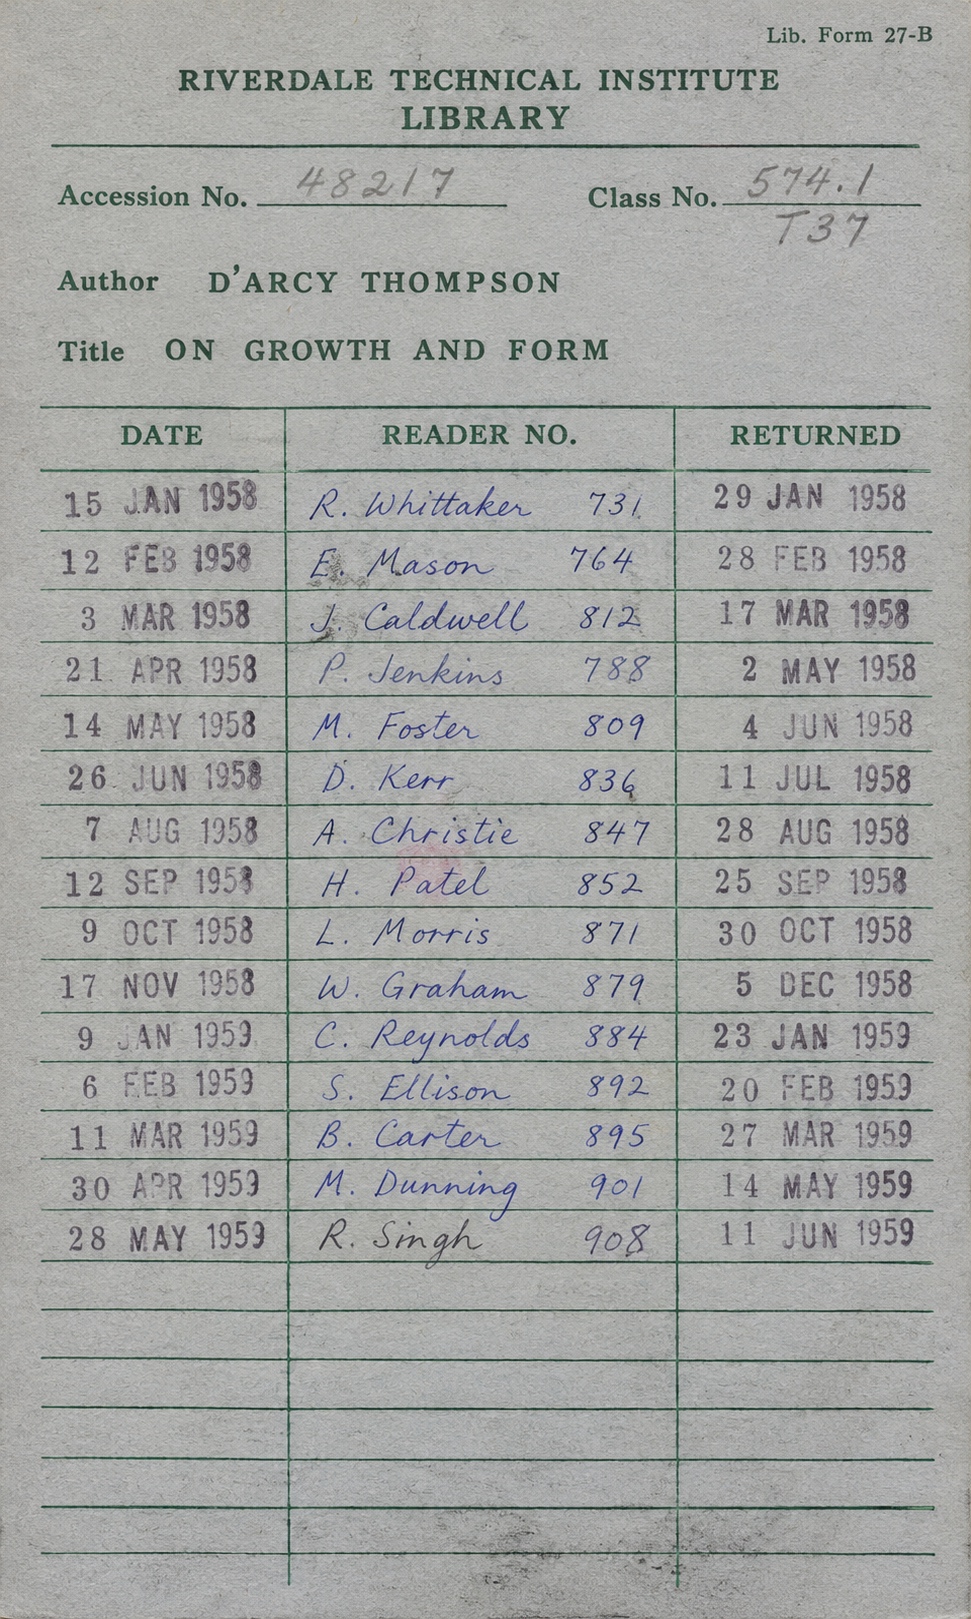 Lib. Form 27-B
RIVERDALE TECHNICAL INSTITUTE
LIBRARY
Accession No. 48217 Class No. 574.1
T37
Author D'ARCY THOMPSON
Title ON GROWTH AND FORM
DATE READER NO. RETURNED
15 JAN 1958 R. Whittaker 731 29 JAN 1958
12 FEB 1958 E. Mason 764 28 FEB 1958
3 MAR 1958 J. Caldwell 812 17 MAR 1958
21 APR 1958 P. Jenkins 788 2 MAY 1958
14 MAY 1958 M. Foster 809 4 JUN 1958
26 JUN 1958 D. Kerr 836 11 JUL 1958
7 AUG 1958 A. Christie 847 28 AUG 1958
12 SEP 1958 H. Patel 852 25 SEP 1958
9 OCT 1958 L. Morris 871 30 OCT 1958
17 NOV 1958 W. Graham 879 5 DEC 1958
9 JAN 1959 C. Reynolds 884 23 JAN 1959
6 FEB 1959 S. Ellison 892 20 FEB 1959
11 MAR 1959 B. Carter 895 27 MAR 1959
30 APR 1959 M. Dunning 901 14 MAY 1959
28 MAY 1959 R. Singh 908 11 JUN 1959